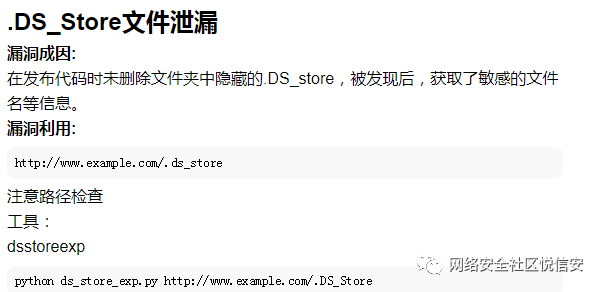 .DS_Store文件泄漏
漏洞成因:
在发布代码时未删除文件夹中隐藏的.DS_store，被发现后，获取了敏感的文件
名等信息。
漏洞利用:
http://www.example.com/.ds_store
注意路径检查
工具：
dsstoreexp
网络安全社区悦信安
python ds_store_exp.py http://www.example.com/.DS_Store